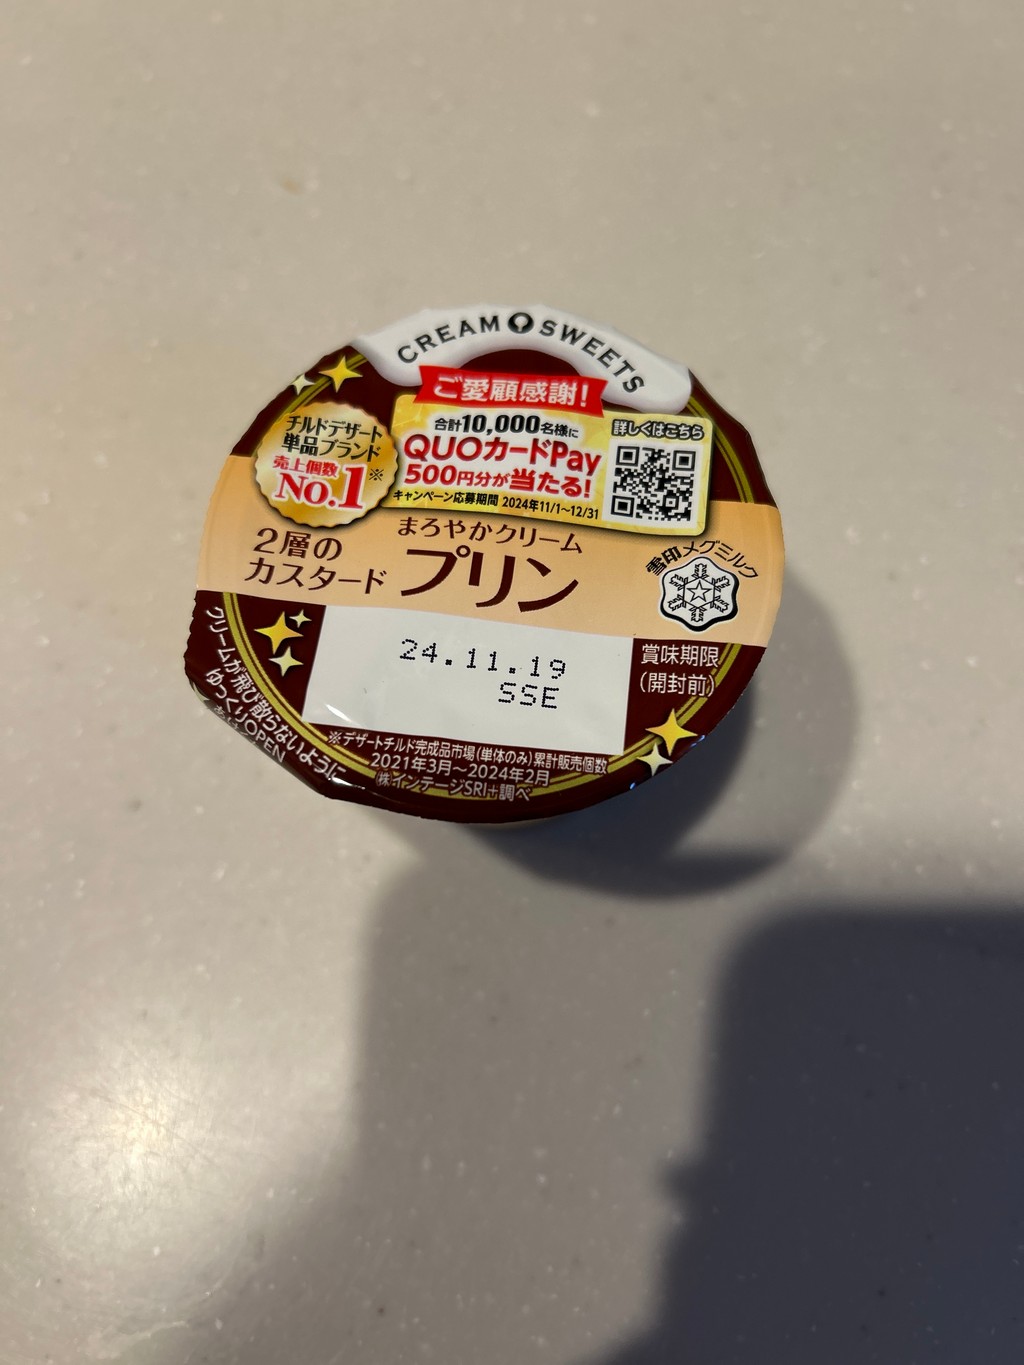 CREAM SWEETS
ご愛顧感謝!
チルドデザート
単品ブランド
売上個数
No.1※
合計10,000名様に
QUOカードPay
500円分が当たる!
キャンペーン応募期間 2024年11/1~12/31
詳しくはこちら
2層の
カスタード
まろやかクリーム
プリン
雪印メグミルク
24.11.19
SSE
賞味期限
(開封前)
クリームが飛び散らないように
ゆっくりOPEN
※デザートチルド完成品市場(単体のみ)累計販売個数
2021年3月~2024年2月
(株)インテージSRI+調べ